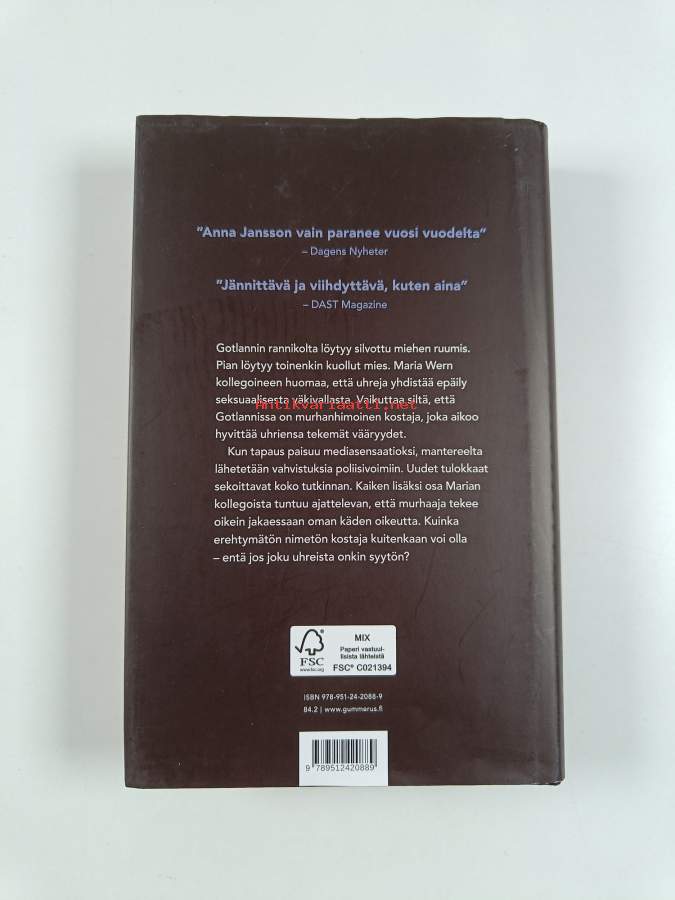 ”Anna Jansson vain paranee vuosi vuodelta”
– Dagens Nyheter
”Jännittävä ja viihdyttävä, kuten aina”
– DAST Magazine
Gotlannin rannikolta löytyy silvottu miehen ruumis.
Pian löytyy toinenkin kuollut mies. Maria Wern
kollegoineen huomaa, että uhreja yhdistää epäily
seksuaalisesta väkivallasta. Vaikuttaa siltä, että
Antikvariaatti.net
Gotlannissa on murhanhimoinen kostaja, joka aikoo
hyvittää uhriensa tekemät vääryydet.
Kun tapaus paisuu mediasensaatioksi, mantereelta
lähetetään vahvistuksia poliisivoimiin. Uudet tulokkaat
sekoittavat koko tutkinnan. Kaiken lisäksi osa Marian
kollegoista tuntuu ajattelevan, että murhaaja tekee
oikein jakaessaan oman käden oikeutta. Kuinka
erehtymätön nimetön kostaja kuitenkaan voi olla
– entä jos joku uhreista onkin syytön?
FSC
www.fsc.org
MIX
Paperi vastuul-
lisista lähteistä
FSC® C021394
ISBN 978-951-24-2088-9
84.2 | www.gummerus.fi
9 789512 420889